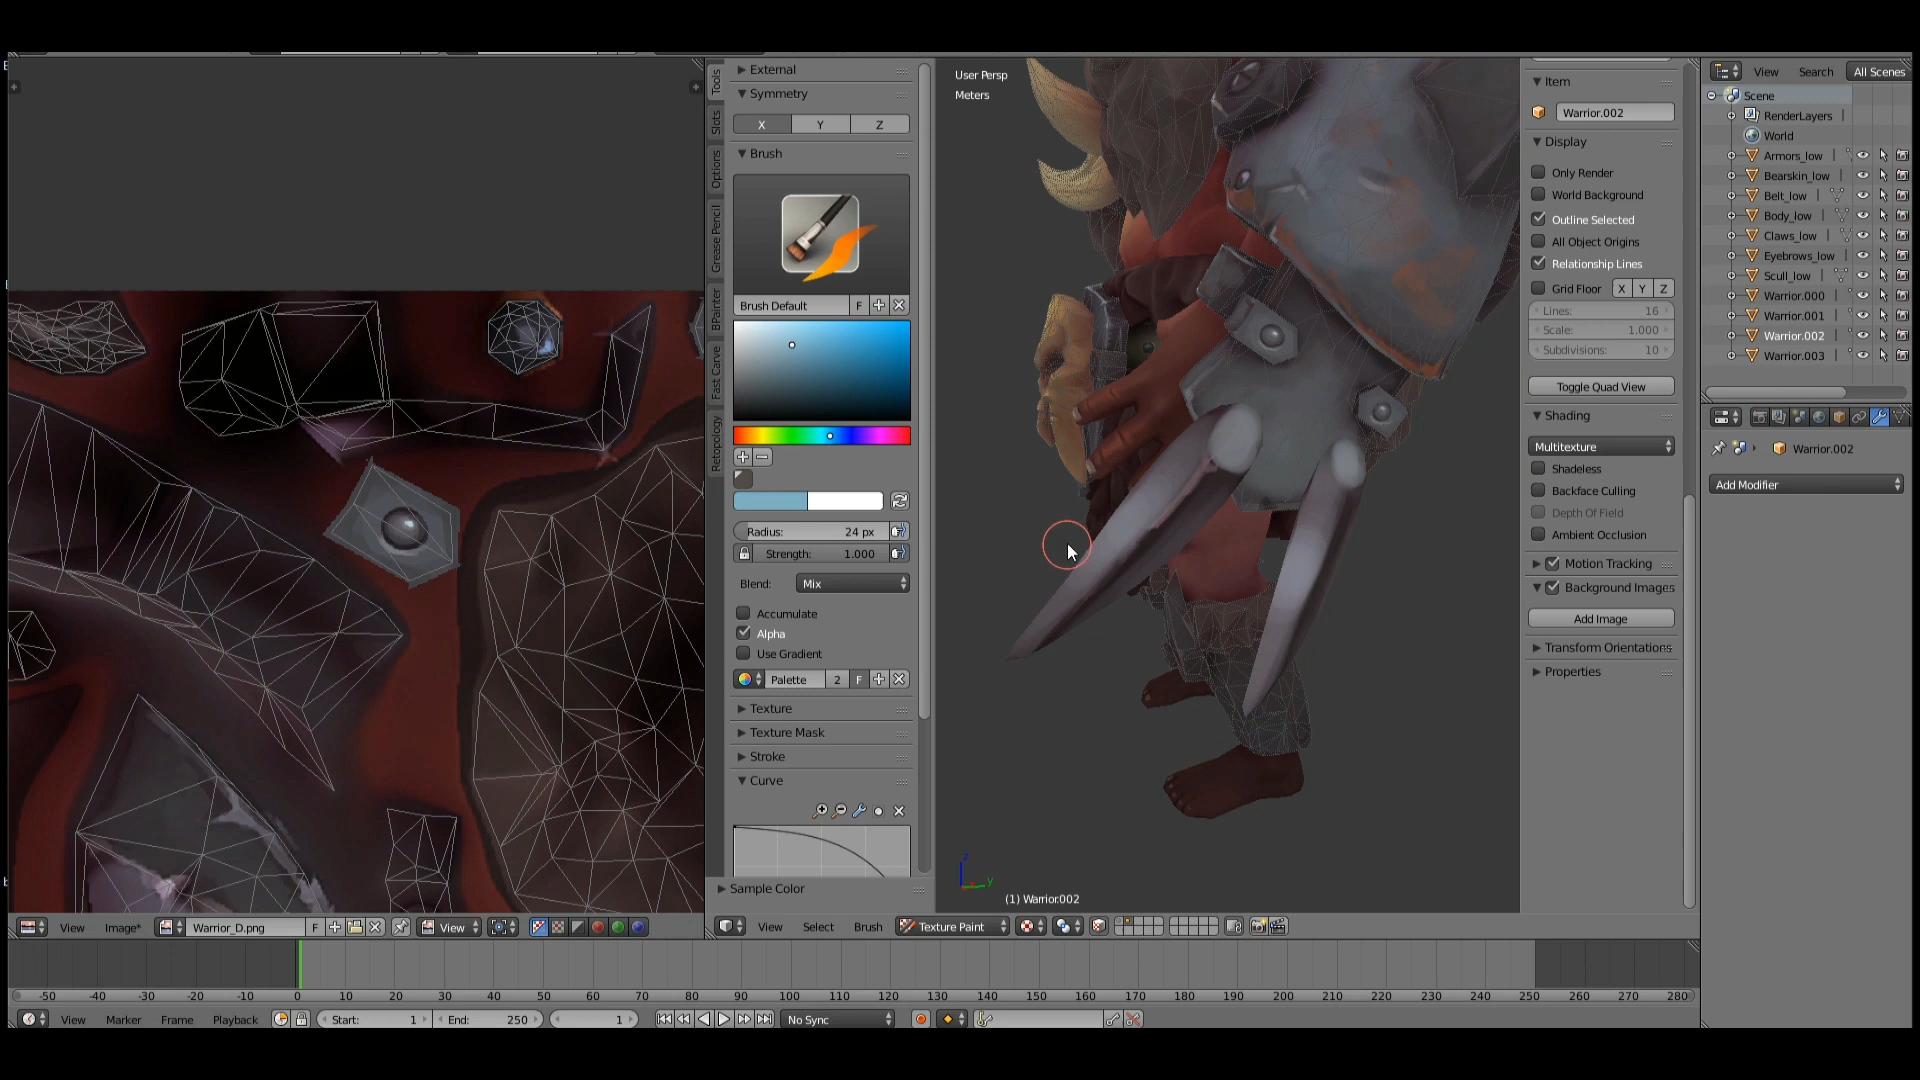 External
Symmetry
X Y Z
Brush
Brush Default F
Radius: 24 px
Strength: 1.000
Blend: Mix
Accumulate
Alpha
Use Gradient
Palette 2 F
Texture
Texture Mask
Stroke
Curve
Sample Color
Tools
Slots
Options
Grease Pencil
BPainter
Fast Carve
Retopology
User Persp
Meters
(1) Warrior.002
z
y
Item
Warrior.002
Display
Only Render
World Background
Outline Selected
All Object Origins
Relationship Lines
Grid Floor X Y Z
Lines: 16
Scale: 1.000
Subdivisions: 10
Toggle Quad View
Shading
Multitexture
Shadeless
Backface Culling
Depth Of Field
Ambient Occlusion
Motion Tracking
Background Images
Add Image
Transform Orientations
Properties
View Search All Scenes
Scene
RenderLayers
World
Armors_low
Bearskin_low
Belt_low
Body_low
Claws_low
Eyebrows_low
Scull_low
Warrior.000
Warrior.001
Warrior.002
Warrior.003
Warrior.002
Add Modifier
View Image* Warrior_D.png F View
View Select Brush Texture Paint
-50 -40 -30 -20 -10 0 10 20 30 40 50 60 70 80 90 100 110 120 130 140 150 160 170 180 190 200 210 220 230 240 250 260 270 280
View Marker Frame Playback Start: 1 End: 250 1 No Sync